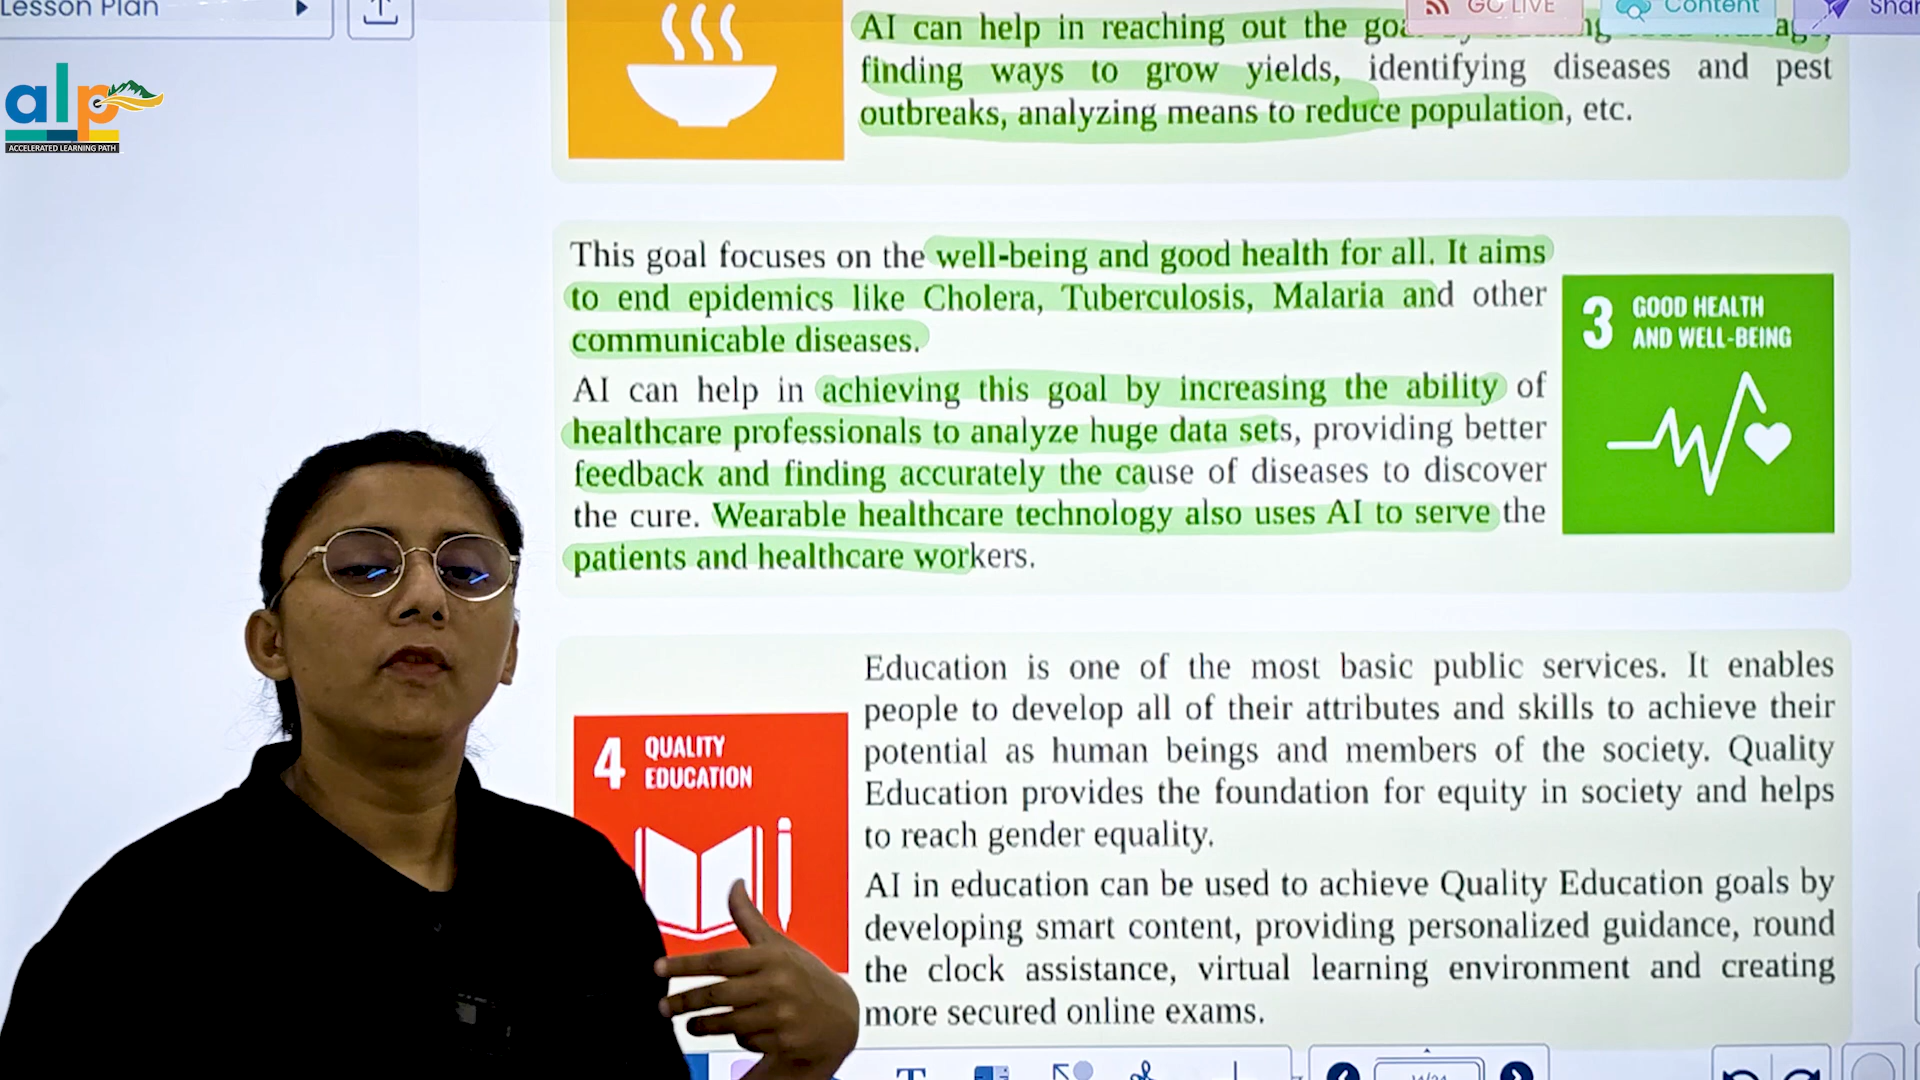 Lesson Plan
GO LIVE
Content
alp
ACCELERATED LEARNING PATH
AI can help in reaching out the
finding ways to grow yields, identifying diseases and pest
outbreaks, analyzing means to reduce population, etc.
This goal focuses on the well-being and good health for all. It aims
to end epidemics like Cholera, Tuberculosis, Malaria and other
communicable diseases.
AI can help in achieving this goal by increasing the ability of
healthcare professionals to analyze huge data sets, providing better
feedback and finding accurately the cause of diseases to discover
the cure. Wearable healthcare technology also uses AI to serve the
patients and healthcare workers.
3 GOOD HEALTH
AND WELL-BEING
4 QUALITY
EDUCATION
Education is one of the most basic public services. It enables
people to develop all of their attributes and skills to achieve their
potential as human beings and members of the society. Quality
Education provides the foundation for equity in society and helps
to reach gender equality.
AI in education can be used to achieve Quality Education goals by
developing smart content, providing personalized guidance, round
the clock assistance, virtual learning environment and creating
more secured online exams.